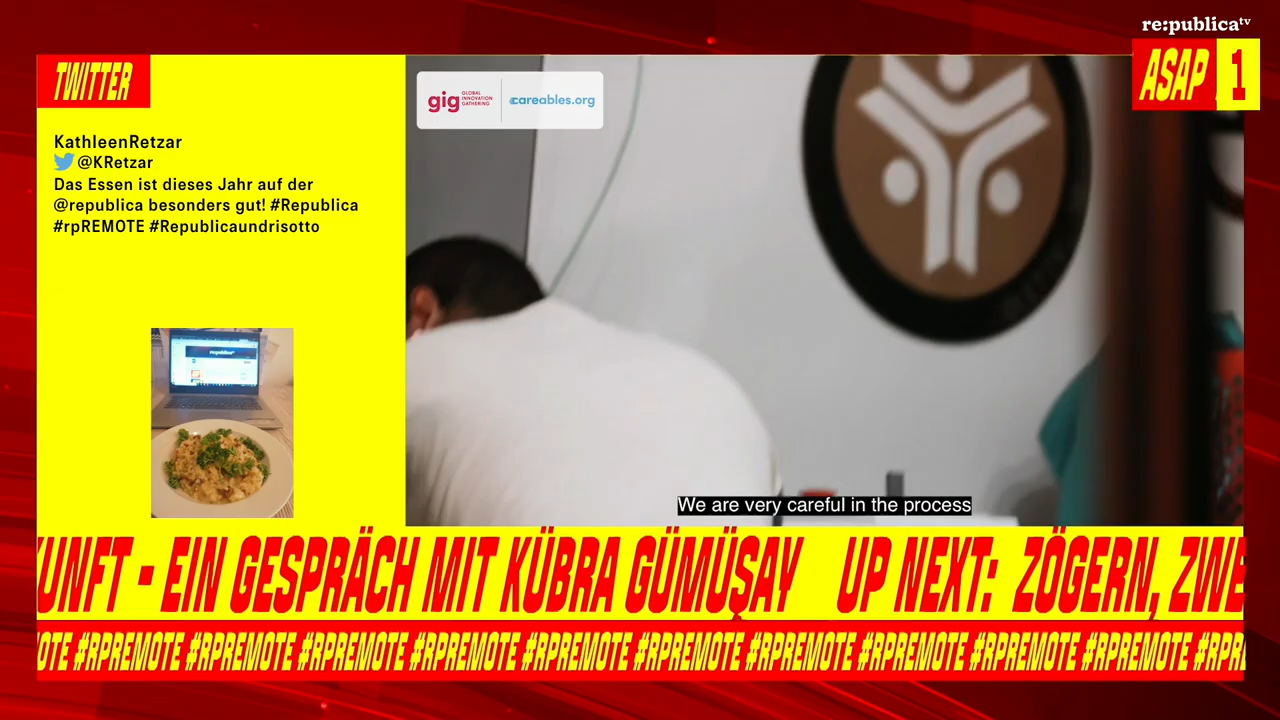 re:publica tv
ASAP 1
TWITTER
KathleenRetzar
@KRetzar
Das Essen ist dieses Jahr auf der
@republica besonders gut! #Republica
#rpREMOTE #Republicaundrisotto
gig GLOBAL INNOVATION GATHERING
careables.org
We are very careful in the process
UNFT - EIN GESPRÄCH MIT KÜBRA GÜMÜŞAY UP NEXT: ZÖGERN, ZWE
OTE #RPREMOTE #RPREMOTE #RPREMOTE #RPREMOTE #RPREMOTE #RPREMOTE #RPREMOTE #RPREMOTE #RPREMOTE #RPREMOTE #RPR